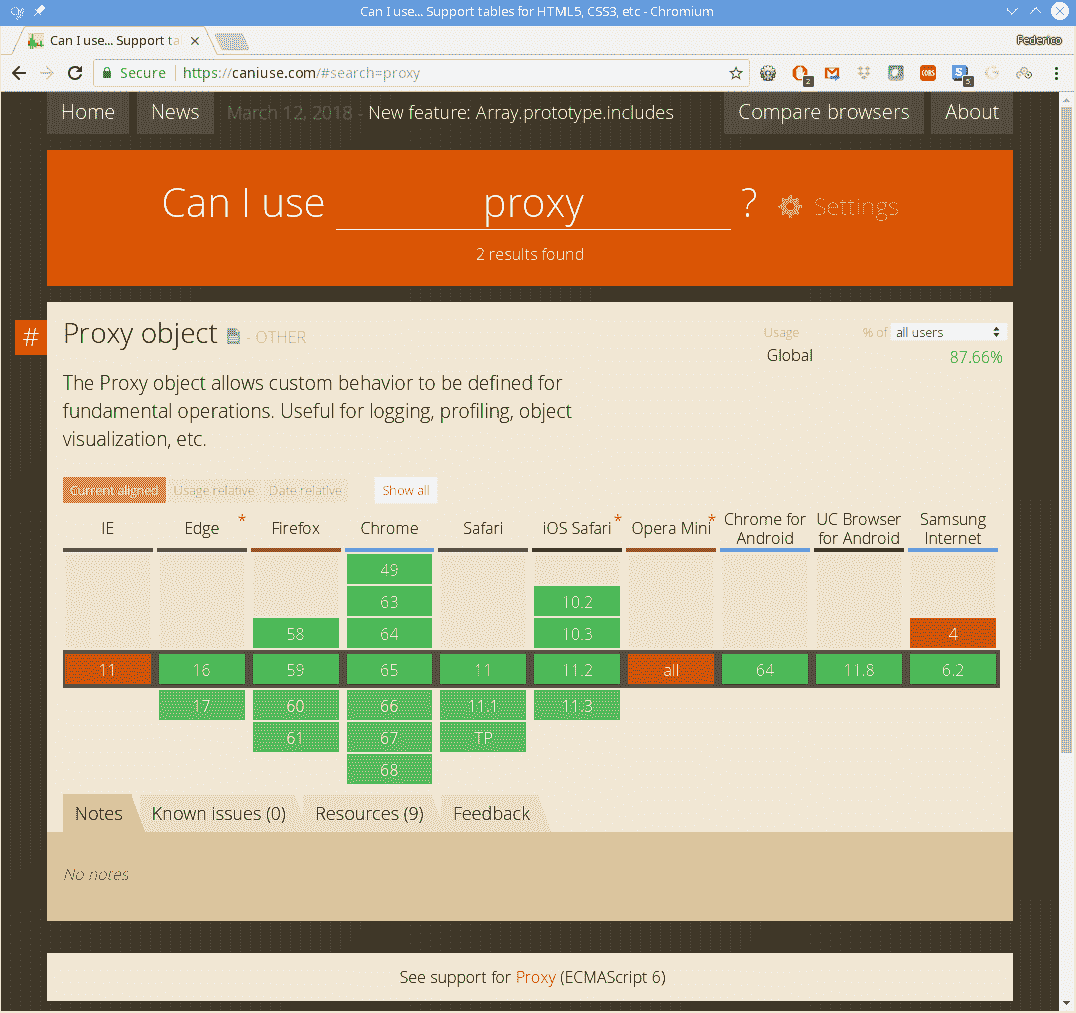 Can I use... Support tables for HTML5, CSS3, etc - Chromium
Can I use... Support ta
Federico
Secure https://caniuse.com/#search=proxy
2
CORS
5
Home News March 12, 2018 - New feature: Array.prototype.includes Compare browsers About
Can I use proxy ? Settings
2 results found
# Proxy object - OTHER
Usage % of all users
Global 87.66%
The Proxy object allows custom behavior to be defined for
fundamental operations. Useful for logging, profiling, object
visualization, etc.
Current aligned Usage relative Date relative Show all
IE Edge * Firefox Chrome Safari iOS Safari * Opera Mini * Chrome for Android UC Browser for Android Samsung Internet
49
63 10.2
58 64 10.3 4
11 16 59 65 11 11.2 all 64 11.8 6.2
17 60 66 11.1 11.3
61 67 TP
68
Notes Known issues (0) Resources (9) Feedback
No notes
See support for Proxy (ECMAScript 6)